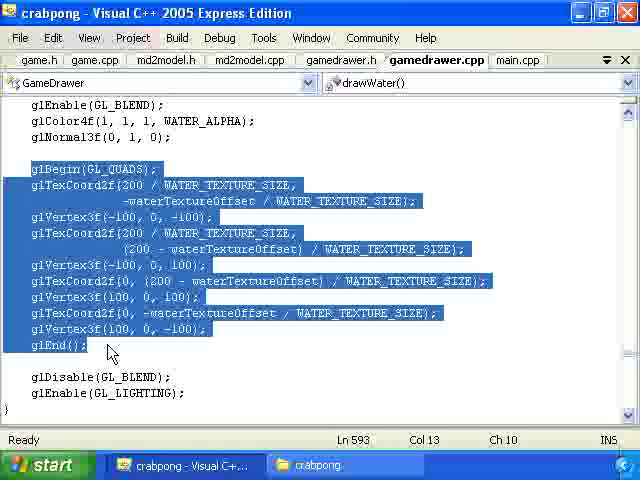 crabpong - Visual C++ 2005 Express Edition
File Edit View Project Build Debug Tools Window Community Help
game.h game.cpp md2model.h md2model.cpp gamedrawer.h gamedrawer.cpp main.cpp
GameDrawer drawWater()
glEnable(GL_BLEND);
glColor4f(1, 1, 1, WATER_ALPHA);
glNormal3f(0, 1, 0);
glBegin(GL_QUADS);
glTexCoord2f(200 / WATER_TEXTURE_SIZE,
-waterTextureOffset / WATER_TEXTURE_SIZE);
glVertex3f(-100, 0, -100);
glTexCoord2f(200 / WATER_TEXTURE_SIZE,
(200 - waterTextureOffset) / WATER_TEXTURE_SIZE);
glVertex3f(-100, 0, 100);
glTexCoord2f(0, (200 - waterTextureOffset) / WATER_TEXTURE_SIZE);
glVertex3f(100, 0, 100);
glTexCoord2f(0, -waterTextureOffset / WATER_TEXTURE_SIZE);
glVertex3f(100, 0, -100);
glEnd();
glDisable(GL_BLEND);
glEnable(GL_LIGHTING);
}
Ready Ln 593 Col 13 Ch 10 INS
start crabpong - Visual C+... crabpong